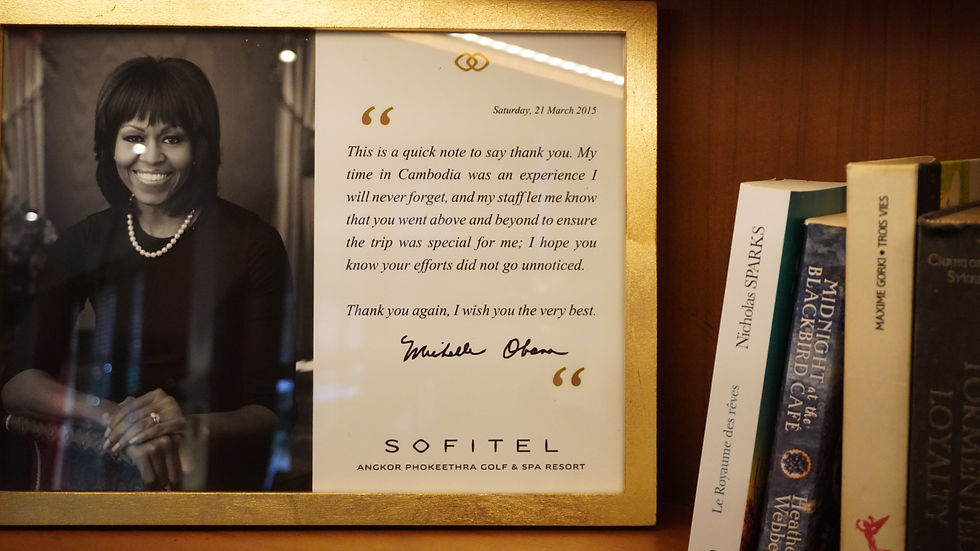 Saturday, 21 March 2015
This is a quick note to say thank you. My
time in Cambodia was an experience I
will never forget, and my staff let me know
that you went above and beyond to ensure
the trip was special for me; I hope you
know your efforts did not go unnoticed.
Thank you again, I wish you the very best.
Michelle Obama
SOFITEL
ANGKOR PHOKEETHRA GOLF & SPA RESORT
Nicholas SPARKS
Le Royaume des rêves
MIDNIGHT at the
BLACKBIRD CAFÉ
Heathe
Webbe
MAXIME GORKI • TROIS VIES
LOYALTY